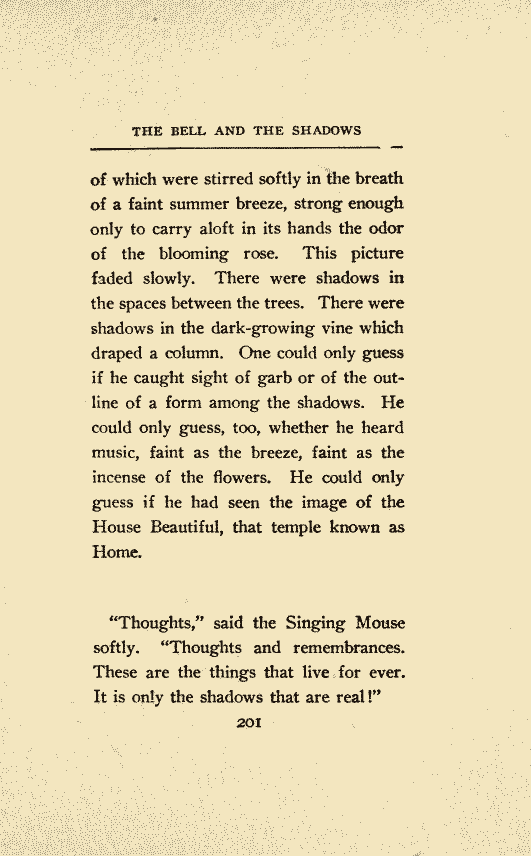 THE BELL AND THE SHADOWS
of which were stirred softly in the breath
of a faint summer breeze, strong enough
only to carry aloft in its hands the odor
of the blooming rose. This picture
faded slowly. There were shadows in
the spaces between the trees. There were
shadows in the dark-growing vine which
draped a column. One could only guess
if he caught sight of garb or of the out-
line of a form among the shadows. He
could only guess, too, whether he heard
music, faint as the breeze, faint as the
incense of the flowers. He could only
guess if he had seen the image of the
House Beautiful, that temple known as
Home.
“Thoughts,” said the Singing Mouse
softly. “Thoughts and remembrances.
These are the things that live for ever.
It is only the shadows that are real!”
201